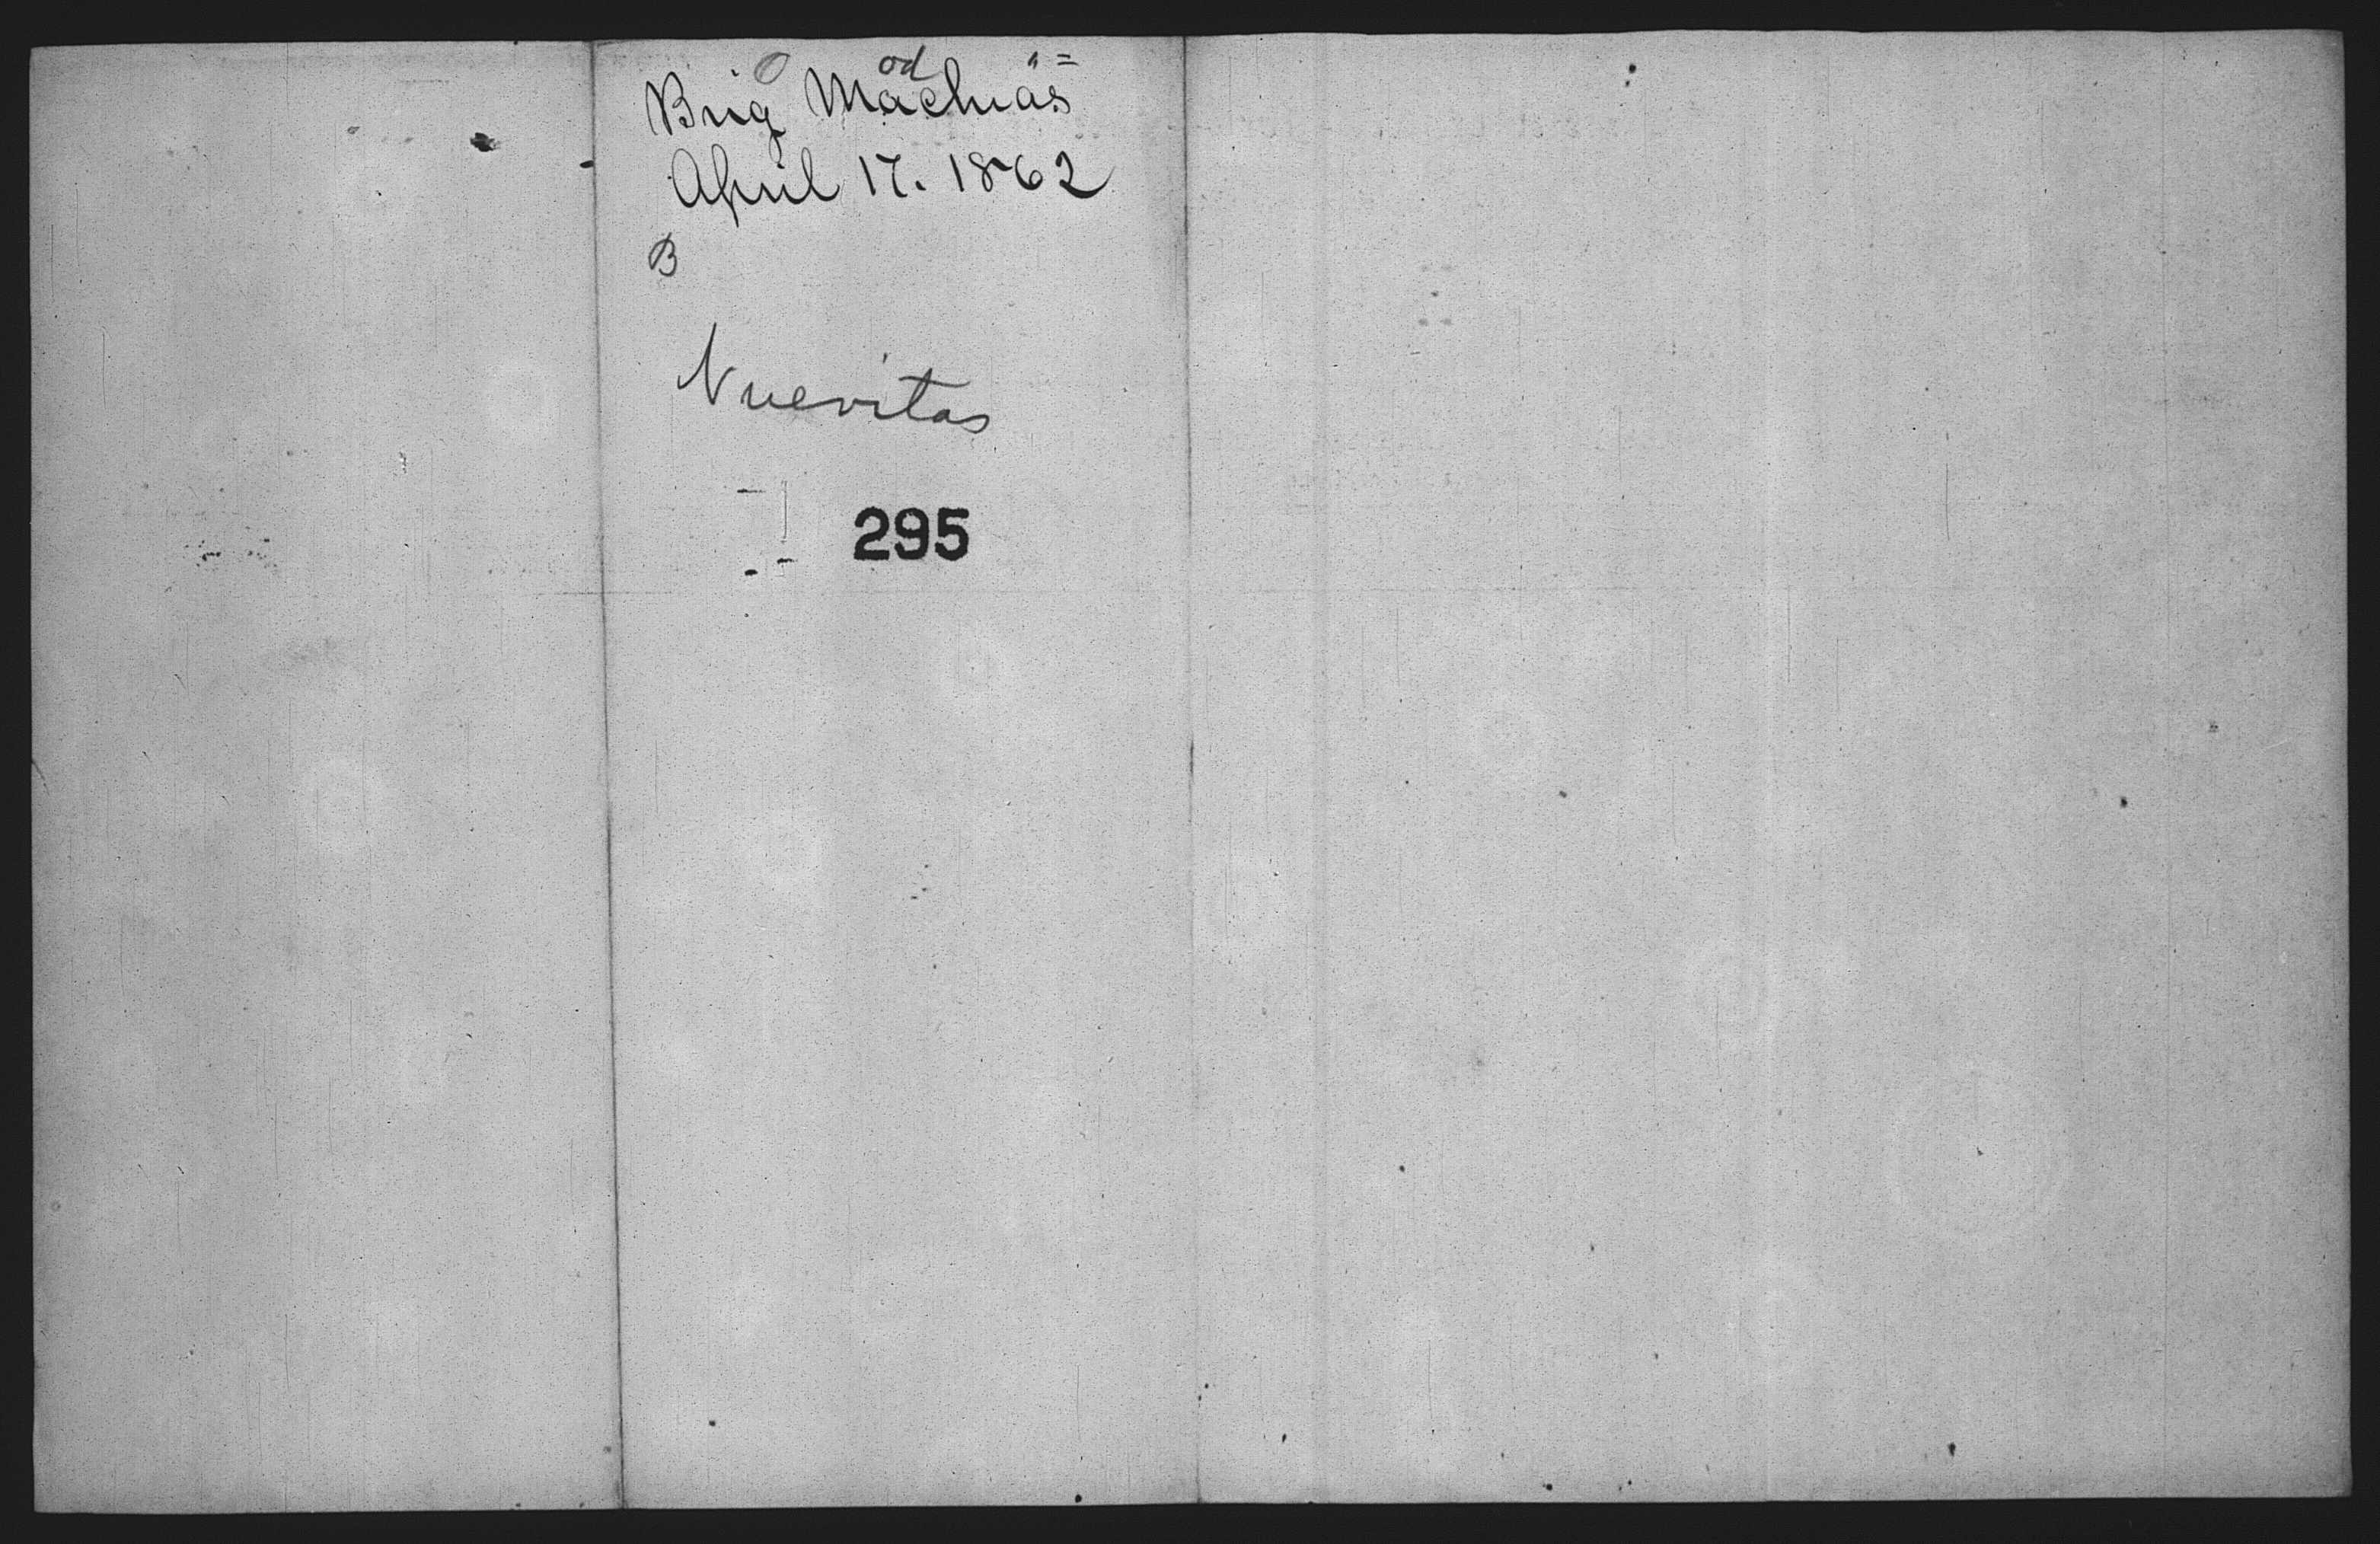 Brig Machias
April 17. 1862
B
Nuevitas
295